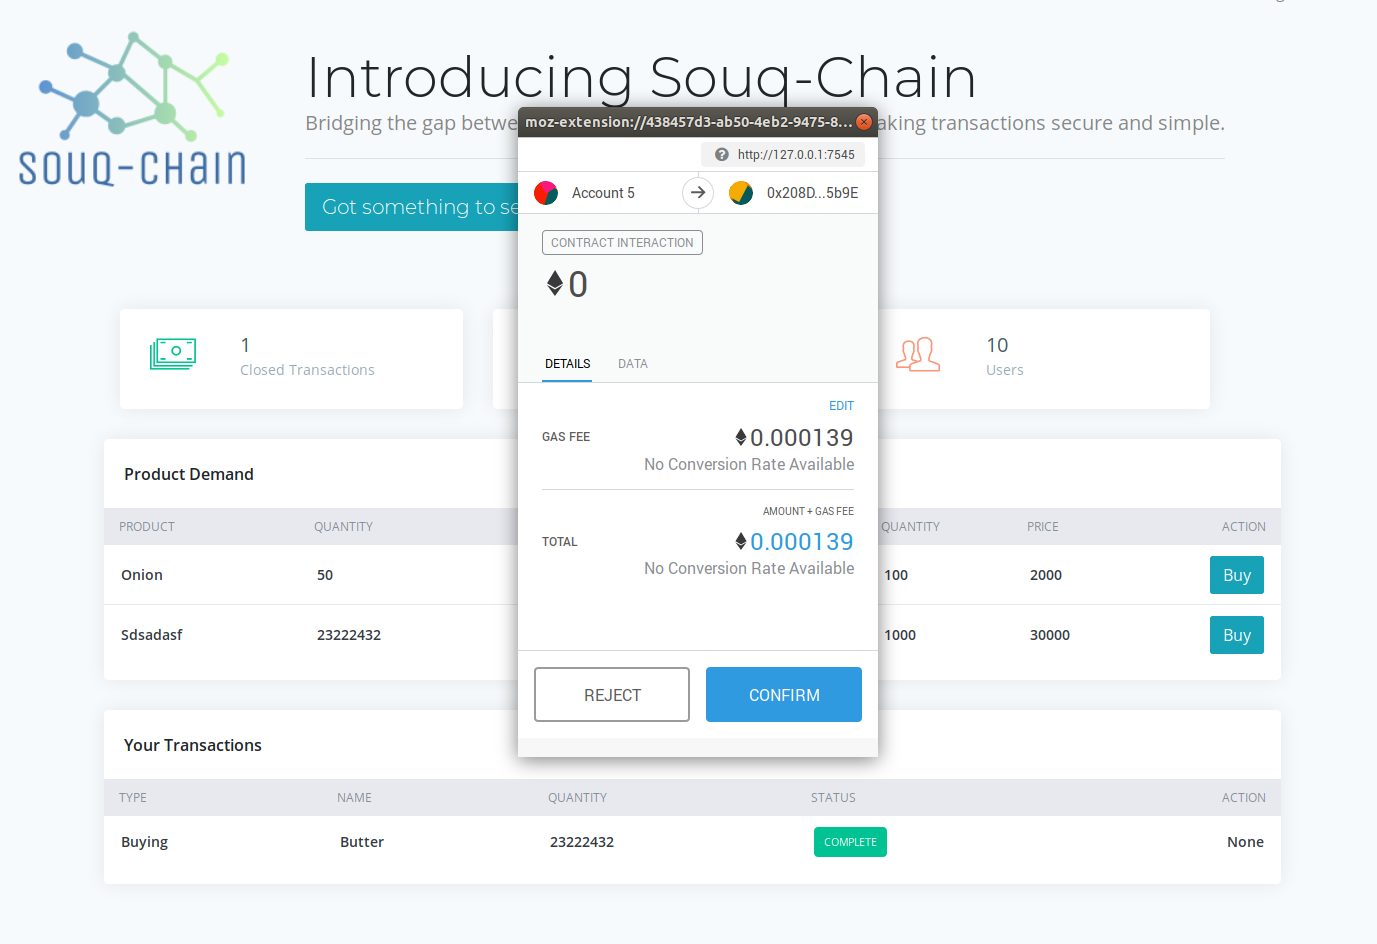 SOUQ-CHAIN
Introducing Souq-Chain
Bridging the gap betwe
aking transactions secure and simple.
Got something to se
moz-extension://438457d3-ab50-4eb2-9475-8...
http://127.0.0.1:7545
Account 5
0x208D...5b9E
CONTRACT INTERACTION
0
DETAILS DATA
EDIT
GAS FEE 0.000139
No Conversion Rate Available
AMOUNT + GAS FEE
TOTAL 0.000139
No Conversion Rate Available
REJECT CONFIRM
1
Closed Transactions
10
Users
Product Demand
PRODUCT QUANTITY
Onion 50
Sdsadasf 23222432
QUANTITY PRICE ACTION
100 2000 Buy
1000 30000 Buy
Your Transactions
TYPE NAME QUANTITY STATUS ACTION
Buying Butter 23222432 COMPLETE None